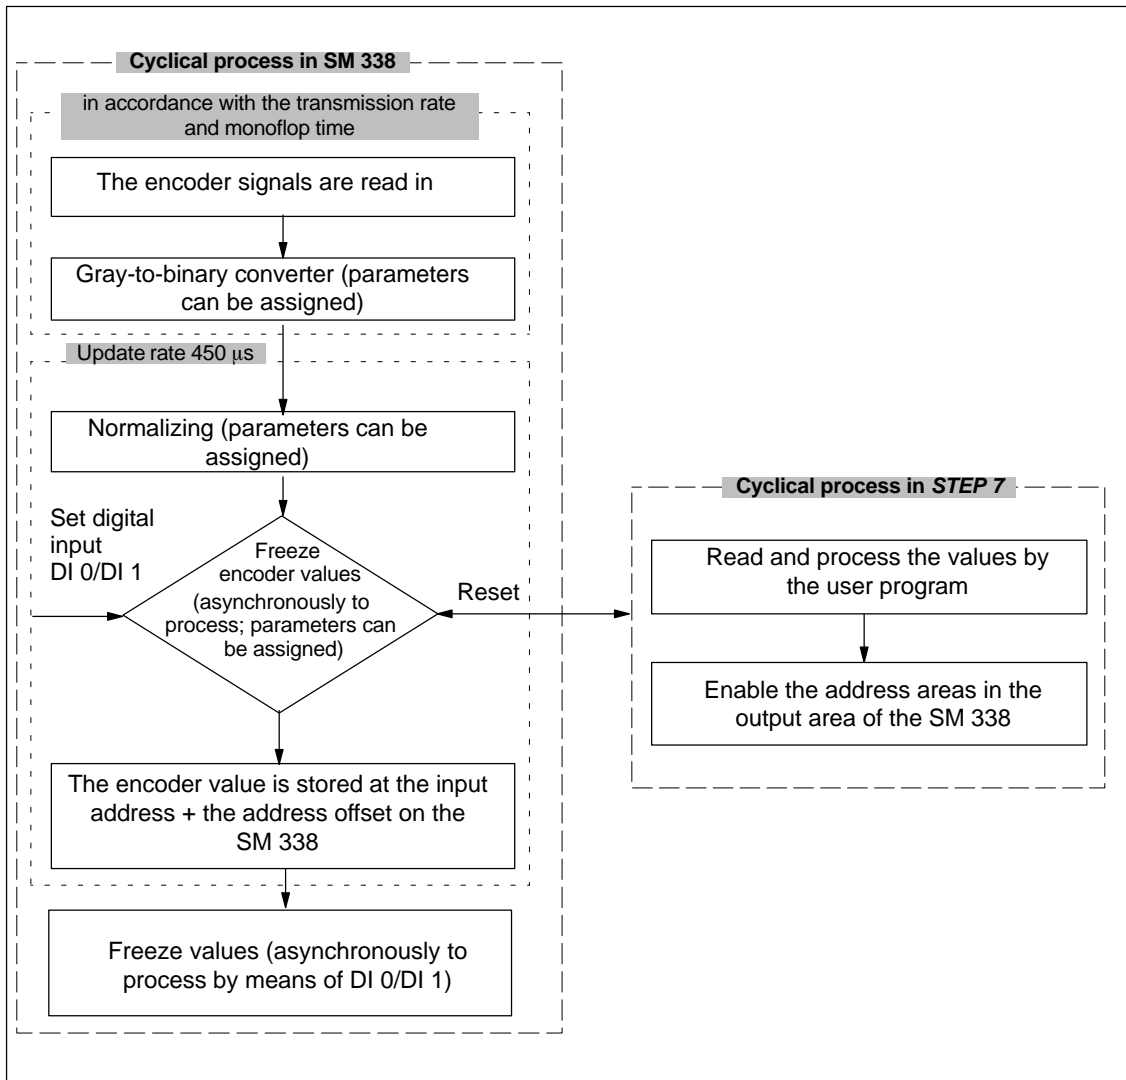 Cyclical process in SM 338
in accordance with the transmission rate
and monoflop time
The encoder signals are read in
Gray-to-binary converter (parameters
can be assigned)
Update rate 450 μs
Normalizing (parameters can be
assigned)
Set digital
input
DI 0/DI 1
Freeze
encoder values
(asynchronously to
process; parameters can
be assigned)
Reset
The encoder value is stored at the input
address + the address offset on the
SM 338
Freeze values (asynchronously to
process by means of DI 0/DI 1)
Cyclical process in STEP 7
Read and process the values by
the user program
Enable the address areas in the
output area of the SM 338